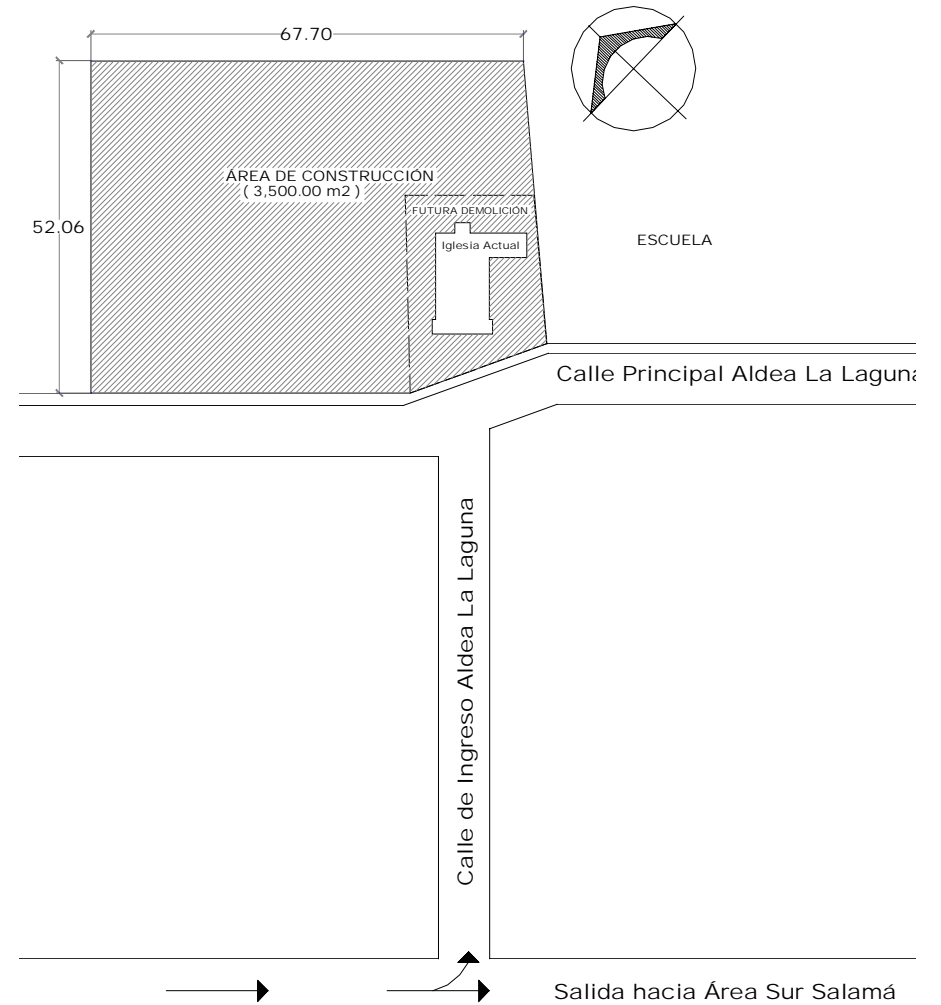 67.70
ÁREA DE CONSTRUCCIÓN
( 3,500.00 m2 )
FUTURA DEMOLICIÓN
52.06
Iglesia Actual
ESCUELA
Calle Principal Aldea La Laguna
Calle de Ingreso Aldea La Laguna
Salida hacia Área Sur Salamá